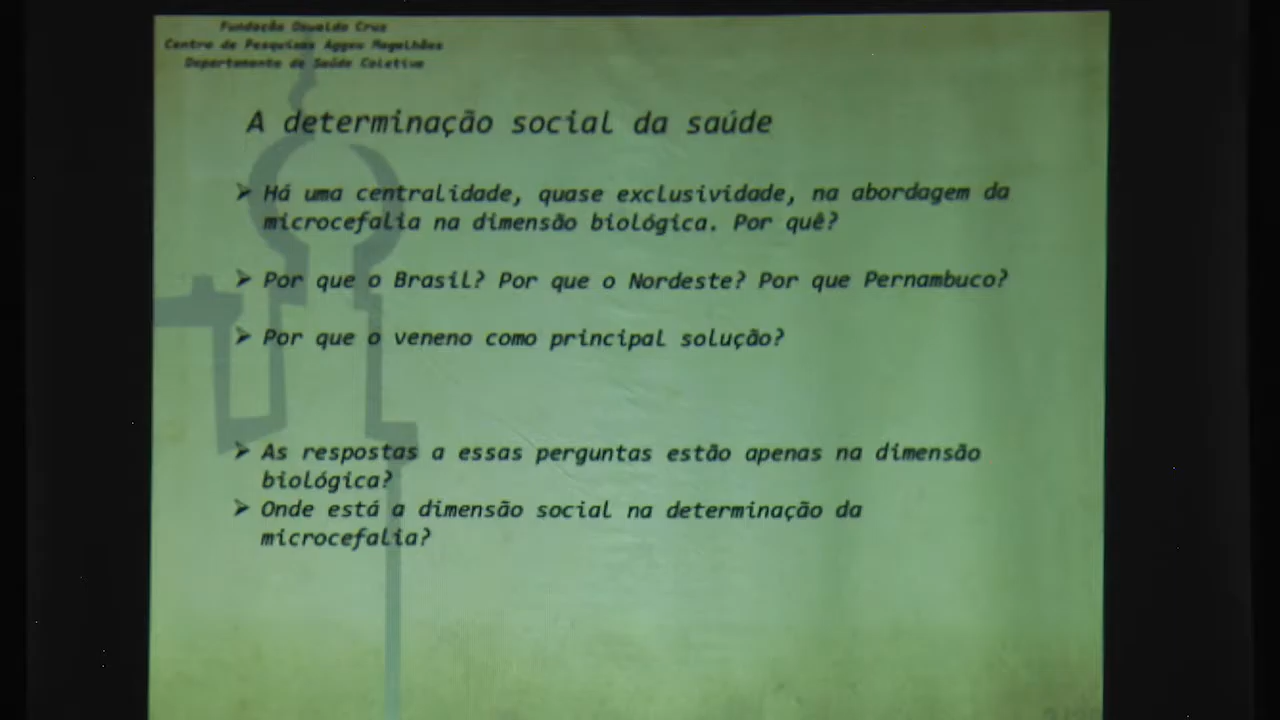 Fundação Oswaldo Cruz
Centro de Pesquisas Aggeu Magalhães
Departamento de Saúde Coletiva
A determinação social da saúde
➢ Há uma centralidade, quase exclusividade, na abordagem da
microcefalia na dimensão biológica. Por quê?
➢ Por que o Brasil? Por que o Nordeste? Por que Pernambuco?
➢ Por que o veneno como principal solução?
➢ As respostas a essas perguntas estão apenas na dimensão
biológica?
➢ Onde está a dimensão social na determinação da
microcefalia?